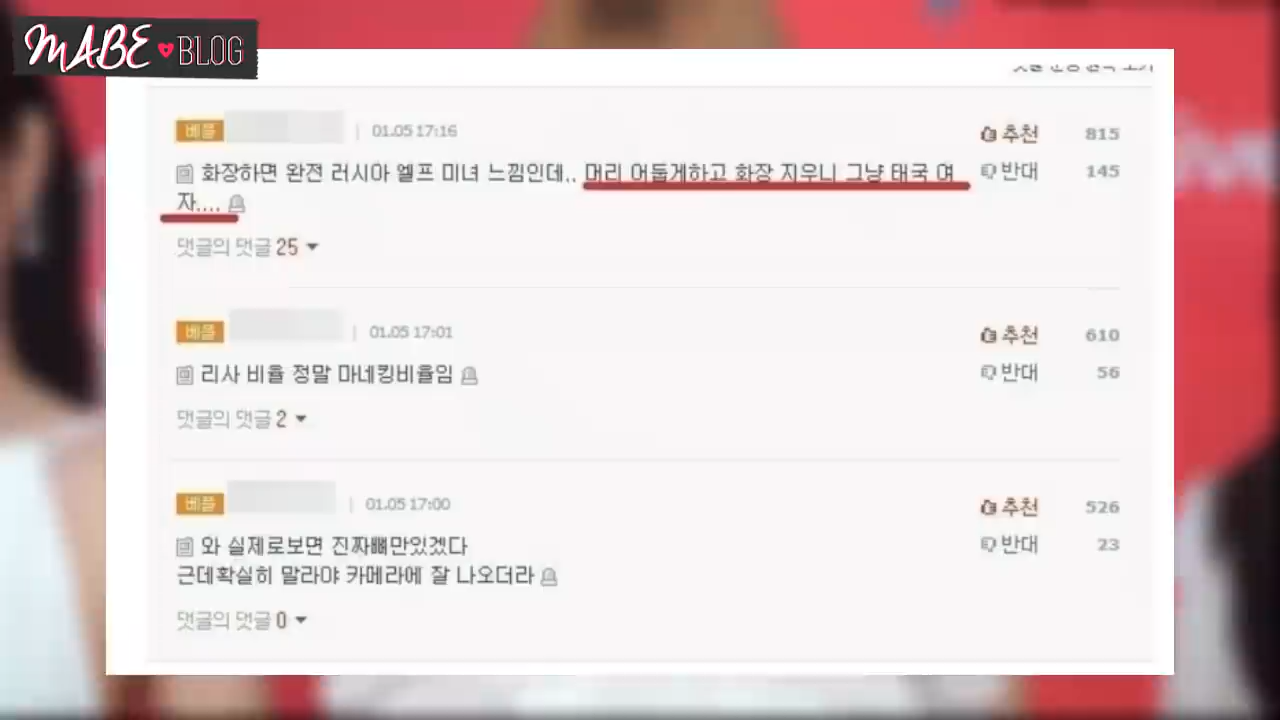 MABE BLOG
베플 | 01.05 17:16 추천 815
화장하면 완전 러시아 엘프 미녀 느낌인데.. 머리 어둡게하고 화장 지우니 그냥 태국 여 반대 145
자....
댓글의 댓글 25
베플 | 01.05 17:01 추천 610
리사 비율 정말 마네킹비율임 반대 56
댓글의 댓글 2
베플 | 01.05 17:00 추천 526
와 실제로보면 진짜뼈만있겠다 반대 23
근데확실히 말라야 카메라에 잘 나오더라
댓글의 댓글 0